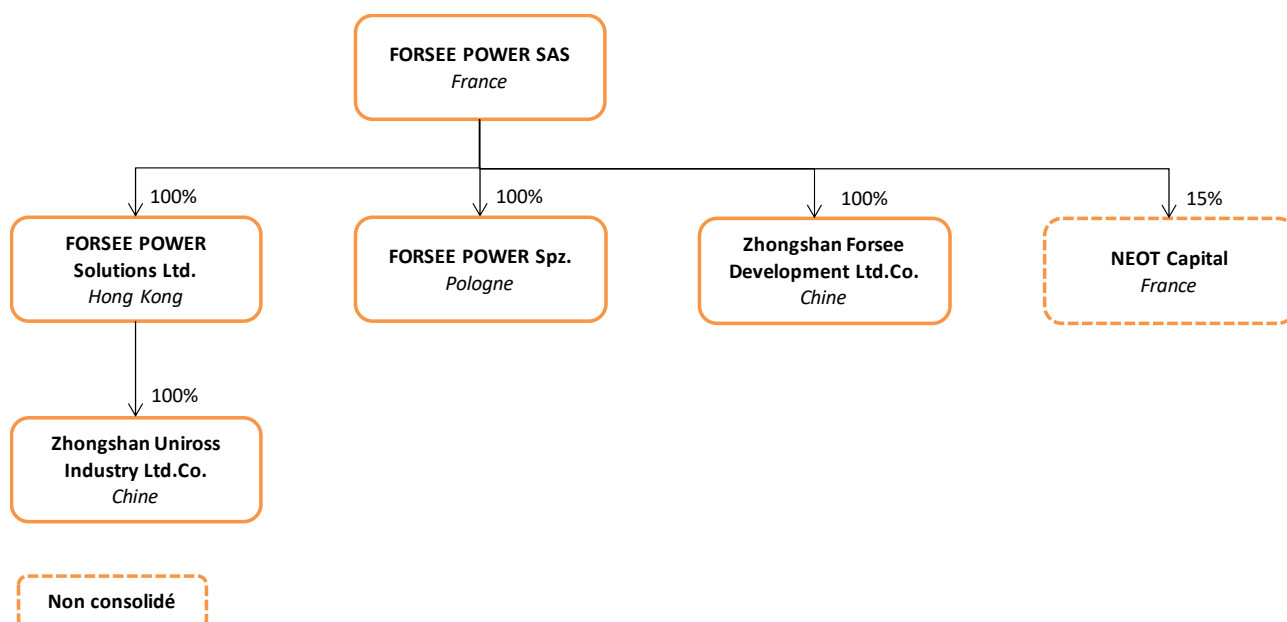 FORSEE POWER SAS
France
100%
100%
100%
15%
FORSEE POWER
Solutions Ltd.
Hong Kong
FORSEE POWER Spz.
Pologne
Zhongshan Forsee
Development Ltd.Co.
Chine
NEOT Capital
France
100%
Zhongshan Uniross
Industry Ltd.Co.
Chine
Non consolidé